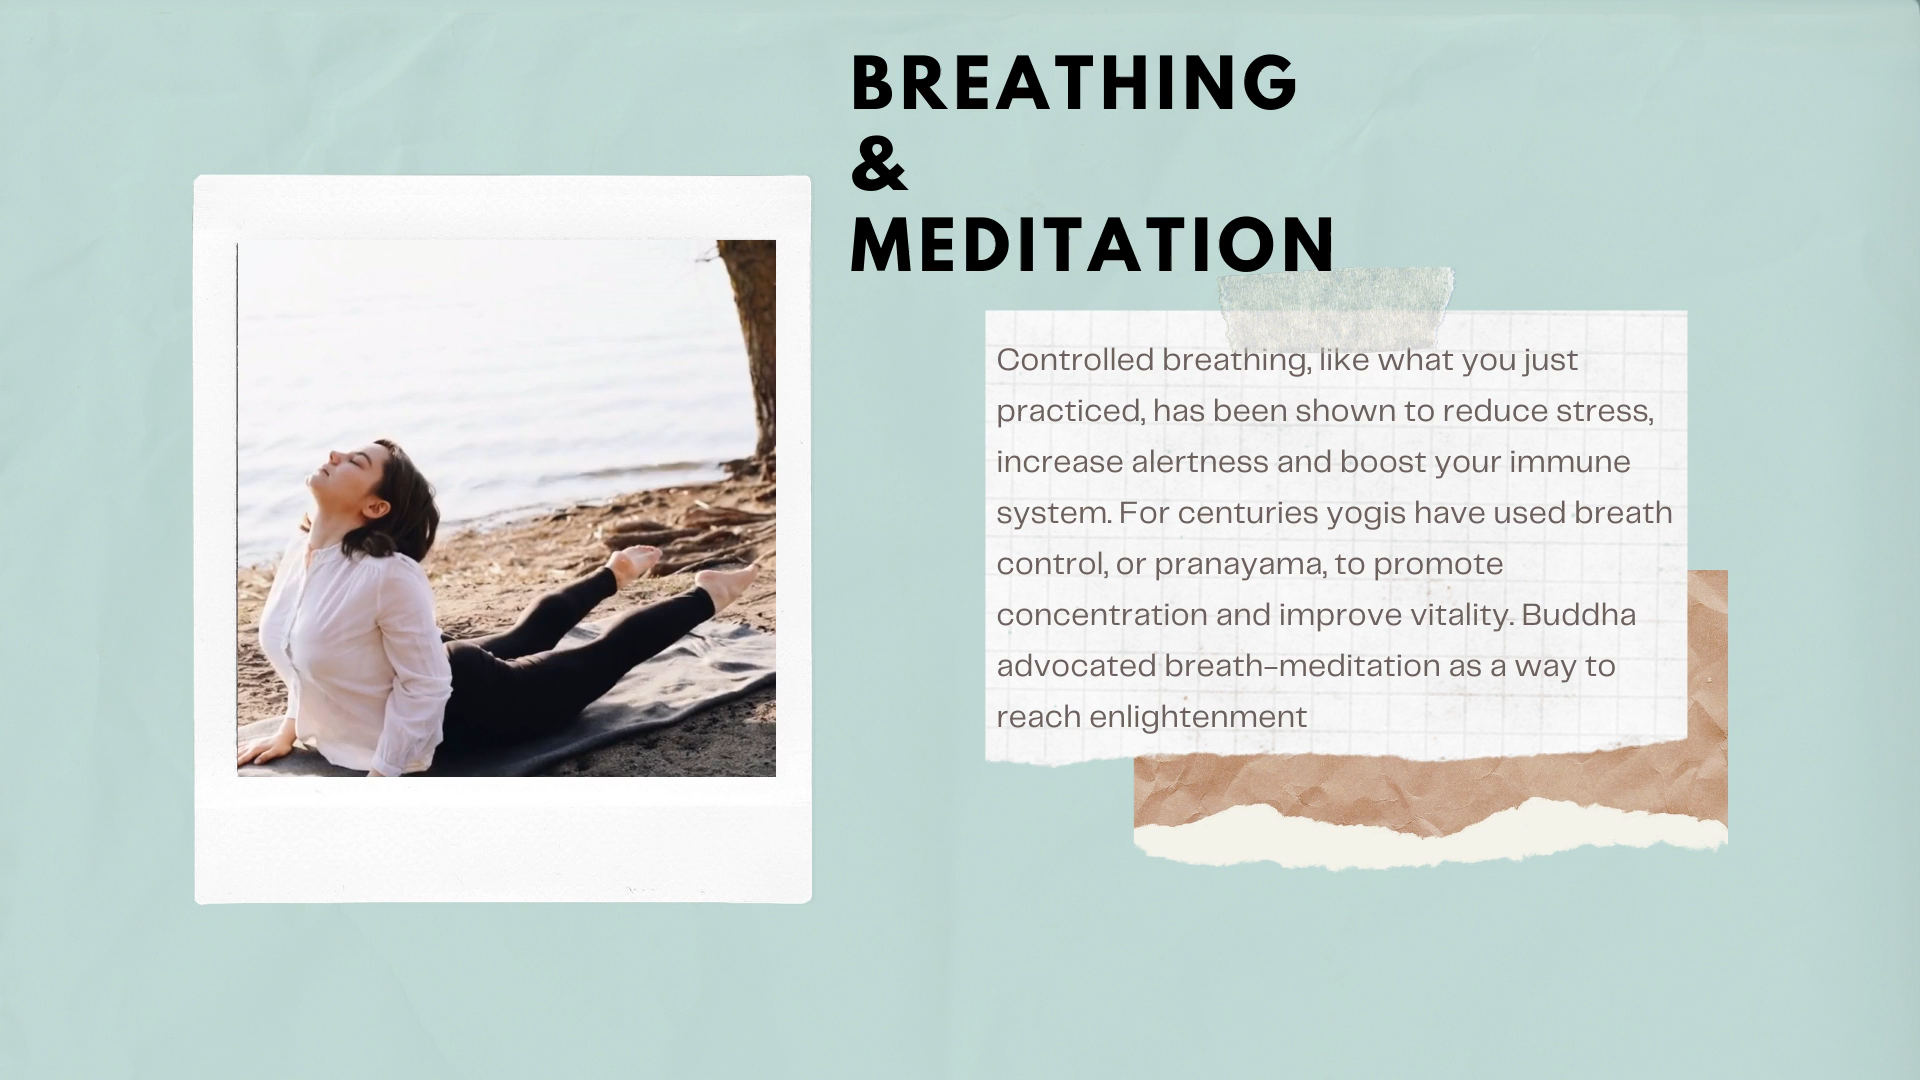 BREATHING
&
MEDITATION
Controlled breathing, like what you just
practiced, has been shown to reduce stress,
increase alertness and boost your immune
system. For centuries yogis have used breath
control, or pranayama, to promote
concentration and improve vitality. Buddha
advocated breath-meditation as a way to
reach enlightenment